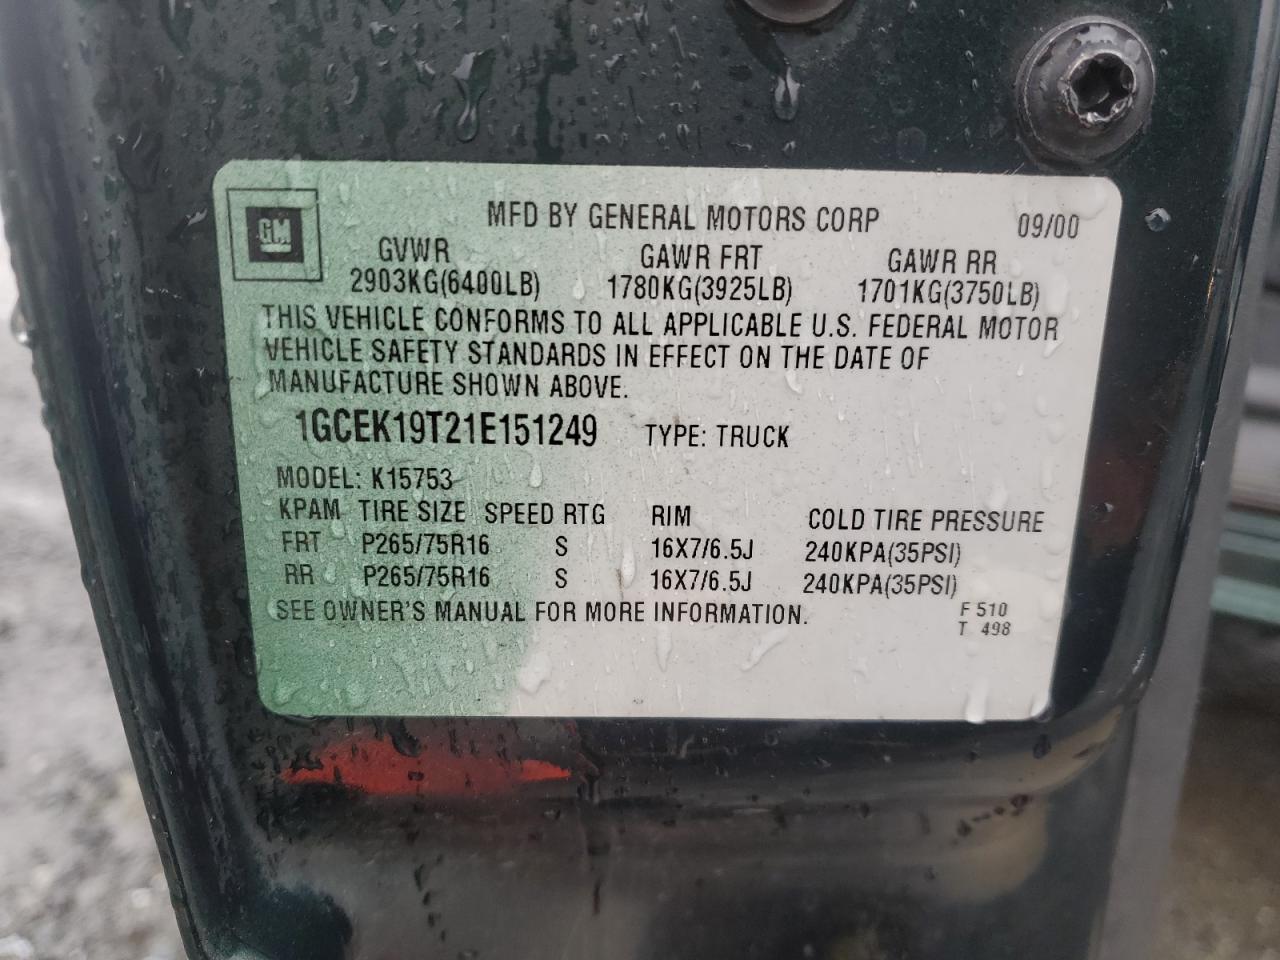 GM
MFD BY GENERAL MOTORS CORP 09/00
GVWR GAWR FRT GAWR RR
2903KG(6400LB) 1780KG(3925LB) 1701KG(3750LB)
THIS VEHICLE CONFORMS TO ALL APPLICABLE U.S. FEDERAL MOTOR
VEHICLE SAFETY STANDARDS IN EFFECT ON THE DATE OF
MANUFACTURE SHOWN ABOVE.
1GCEK19T21E151249 TYPE: TRUCK
MODEL: K15753
KPAM TIRE SIZE SPEED RTG RIM COLD TIRE PRESSURE
FRT P265/75R16 S 16X7/6.5J 240KPA(35PSI)
RR P265/75R16 S 16X7/6.5J 240KPA(35PSI)
SEE OWNER'S MANUAL FOR MORE INFORMATION.
F 510
T 498